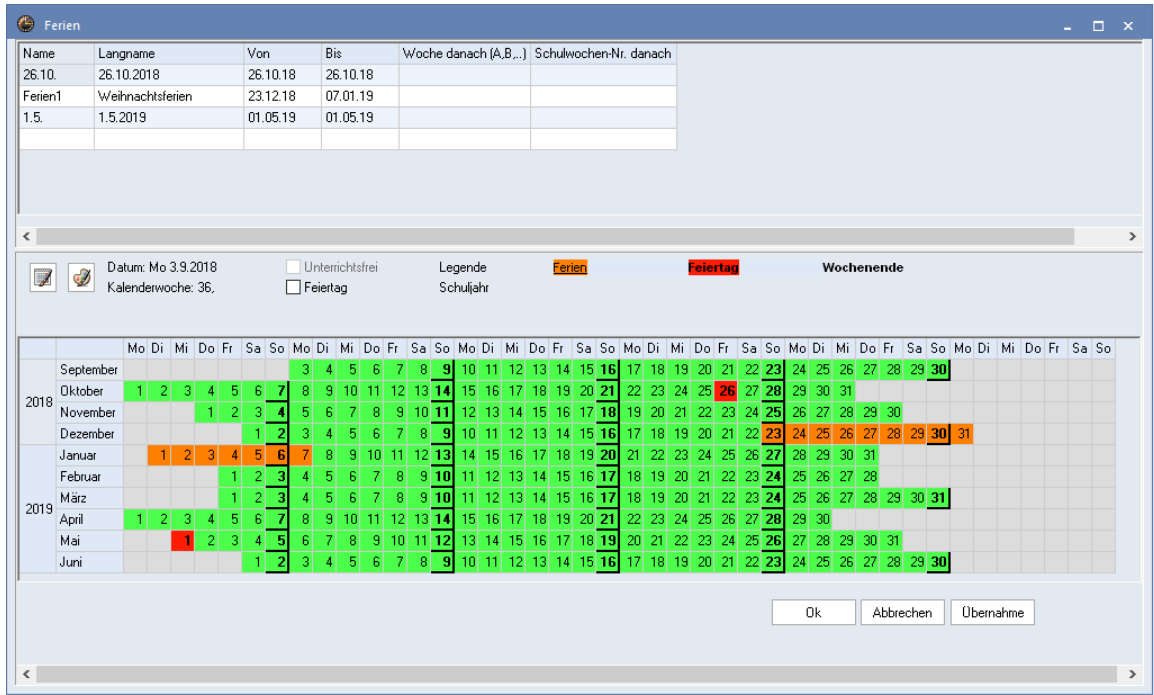 Ferien
Name Langname Von Bis Woche danach (A,B,..) Schulwochen-Nr. danach
26.10. 26.10.2018 26.10.18 26.10.18
Ferien1 Weihnachtsferien 23.12.18 07.01.19
1.5. 1.5.2019 01.05.19 01.05.19
Datum: Mo 3.9.2018 Unterrichtsfrei Legende Ferien Feiertag Wochenende
Kalenderwoche: 36, Feiertag Schuljahr
Mo Di Mi Do Fr Sa So Mo Di Mi Do Fr Sa So Mo Di Mi Do Fr Sa So Mo Di Mi Do Fr Sa So Mo Di Mi Do Fr Sa So Mo Di Mi Do Fr Sa So
2018
September 3 4 5 6 7 8 9 10 11 12 13 14 15 16 17 18 19 20 21 22 23 24 25 26 27 28 29 30
Oktober 1 2 3 4 5 6 7 8 9 10 11 12 13 14 15 16 17 18 19 20 21 22 23 24 25 26 27 28 29 30 31
November 1 2 3 4 5 6 7 8 9 10 11 12 13 14 15 16 17 18 19 20 21 22 23 24 25 26 27 28 29 30
Dezember 1 2 3 4 5 6 7 8 9 10 11 12 13 14 15 16 17 18 19 20 21 22 23 24 25 26 27 28 29 30 31
2019
Januar 1 2 3 4 5 6 7 8 9 10 11 12 13 14 15 16 17 18 19 20 21 22 23 24 25 26 27 28 29 30 31
Februar 1 2 3 4 5 6 7 8 9 10 11 12 13 14 15 16 17 18 19 20 21 22 23 24 25 26 27 28
März 1 2 3 4 5 6 7 8 9 10 11 12 13 14 15 16 17 18 19 20 21 22 23 24 25 26 27 28 29 30 31
April 1 2 3 4 5 6 7 8 9 10 11 12 13 14 15 16 17 18 19 20 21 22 23 24 25 26 27 28 29 30
Mai 1 2 3 4 5 6 7 8 9 10 11 12 13 14 15 16 17 18 19 20 21 22 23 24 25 26 27 28 29 30 31
Juni 1 2 3 4 5 6 7 8 9 10 11 12 13 14 15 16 17 18 19 20 21 22 23 24 25 26 27 28 29 30
Ok Abbrechen Übernahme